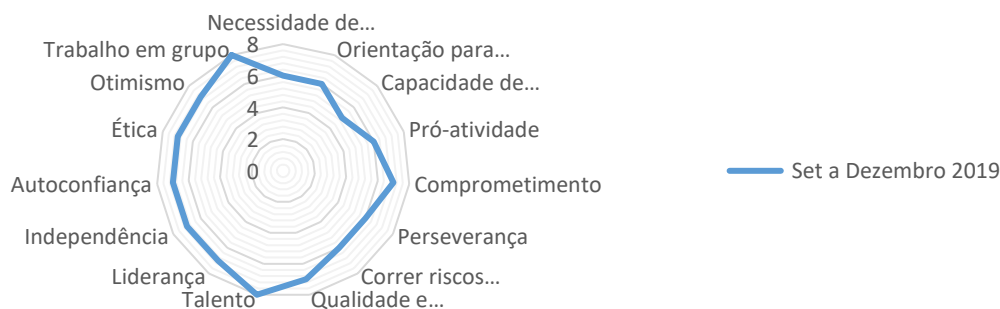 Necessidade de...
Orientação para...
Capacidade de...
Pró-atividade
Comprometimento
Perseverança
Correr riscos...
Qualidade e...
Talento
Liderança
Independência
Autoconfiança
Ética
Otimismo
Trabalho em grupo
8
6
4
2
0
Set a Dezembro 2019